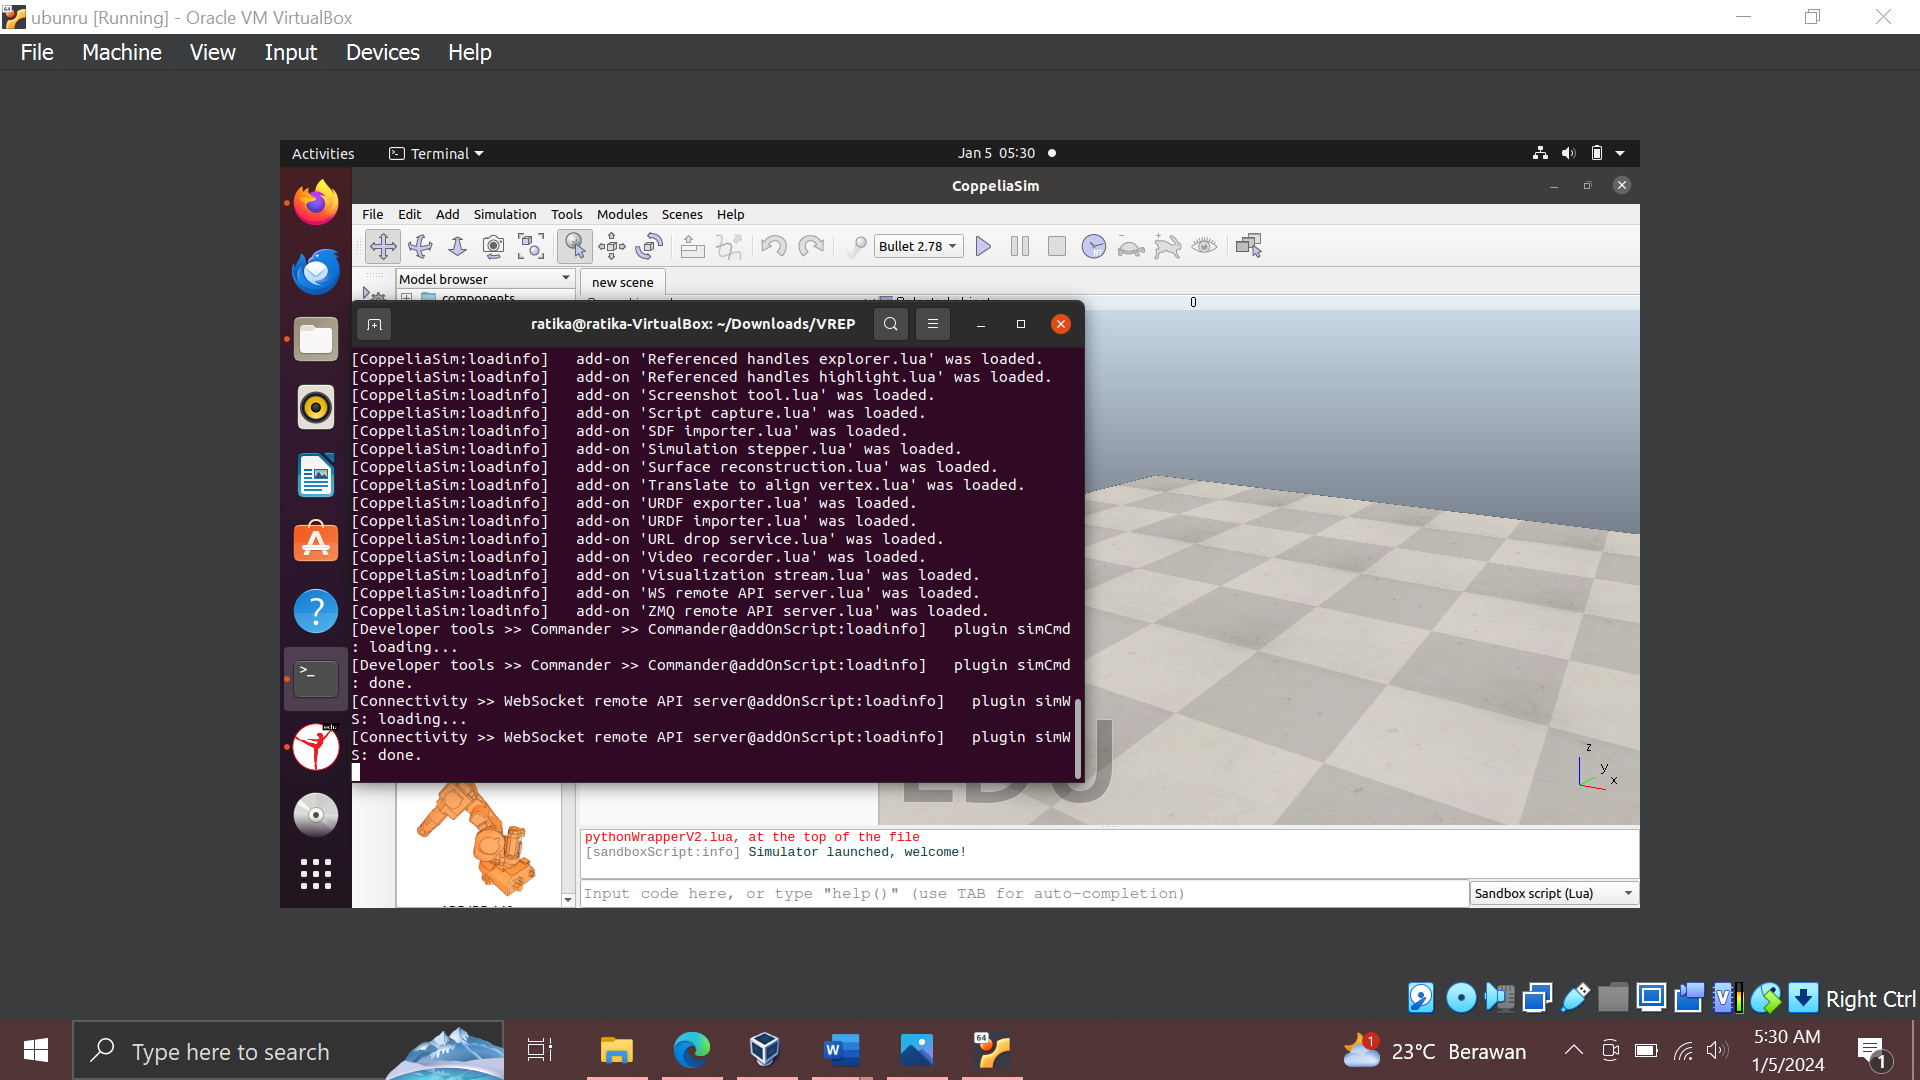 ubunru [Running] - Oracle VM VirtualBox
File Machine View Input Devices Help
Activities Terminal Jan 5 05:30
CoppeliaSim
File Edit Add Simulation Tools Modules Scenes Help
Bullet 2.78
Model browser
new scene
components
0
ratika@ratika-VirtualBox: ~/Downloads/VREP
[CoppeliaSim:loadinfo]   add-on 'Referenced handles explorer.lua' was loaded.
[CoppeliaSim:loadinfo]   add-on 'Referenced handles highlight.lua' was loaded.
[CoppeliaSim:loadinfo]   add-on 'Screenshot tool.lua' was loaded.
[CoppeliaSim:loadinfo]   add-on 'Script capture.lua' was loaded.
[CoppeliaSim:loadinfo]   add-on 'SDF importer.lua' was loaded.
[CoppeliaSim:loadinfo]   add-on 'Simulation stepper.lua' was loaded.
[CoppeliaSim:loadinfo]   add-on 'Surface reconstruction.lua' was loaded.
[CoppeliaSim:loadinfo]   add-on 'Translate to align vertex.lua' was loaded.
[CoppeliaSim:loadinfo]   add-on 'URDF exporter.lua' was loaded.
[CoppeliaSim:loadinfo]   add-on 'URDF importer.lua' was loaded.
[CoppeliaSim:loadinfo]   add-on 'URL drop service.lua' was loaded.
[CoppeliaSim:loadinfo]   add-on 'Video recorder.lua' was loaded.
[CoppeliaSim:loadinfo]   add-on 'Visualization stream.lua' was loaded.
[CoppeliaSim:loadinfo]   add-on 'WS remote API server.lua' was loaded.
[CoppeliaSim:loadinfo]   add-on 'ZMQ remote API server.lua' was loaded.
[Developer tools >> Commander >> Commander@addOnScript:loadinfo]   plugin simCmd
: loading...
[Developer tools >> Commander >> Commander@addOnScript:loadinfo]   plugin simCmd
: done.
[Connectivity >> WebSocket remote API server@addOnScript:loadinfo]   plugin simW
S: loading...
[Connectivity >> WebSocket remote API server@addOnScript:loadinfo]   plugin simW
S: done.
EDU
z
y
x
edu
pythonWrapperV2.lua, at the top of the file
[sandboxScript:info] Simulator launched, welcome!
Input code here, or type "help()" (use TAB for auto-completion)
Sandbox script (Lua)
Right Ctrl
Type here to search
64
1
23°C Berawan
5:30 AM
1/5/2024
1